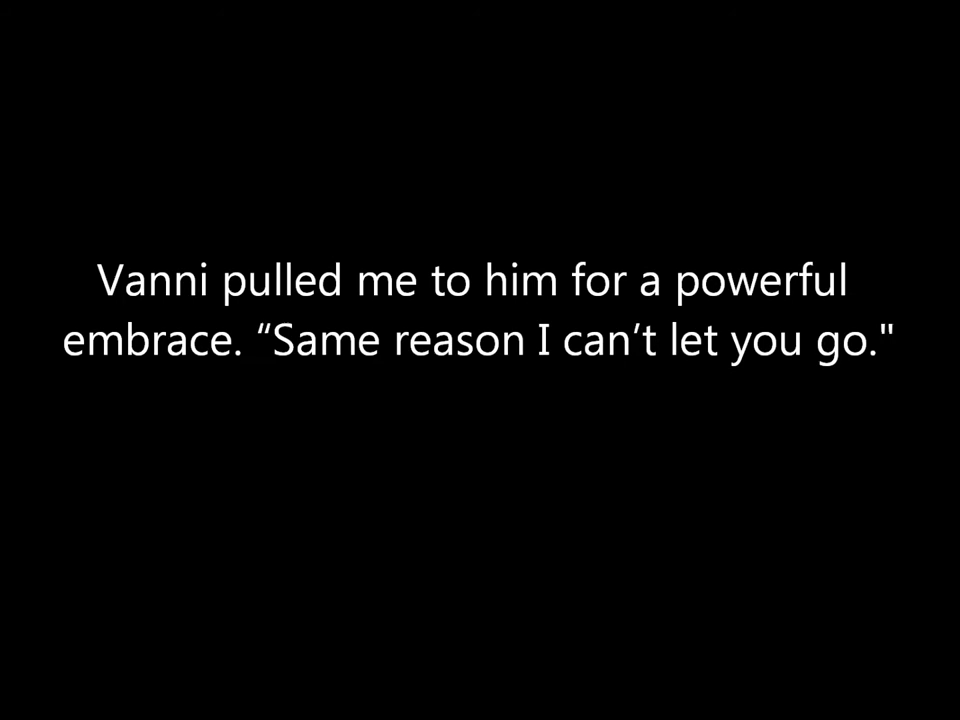 Vanni pulled me to him for a powerful
embrace. “Same reason I can’t let you go."